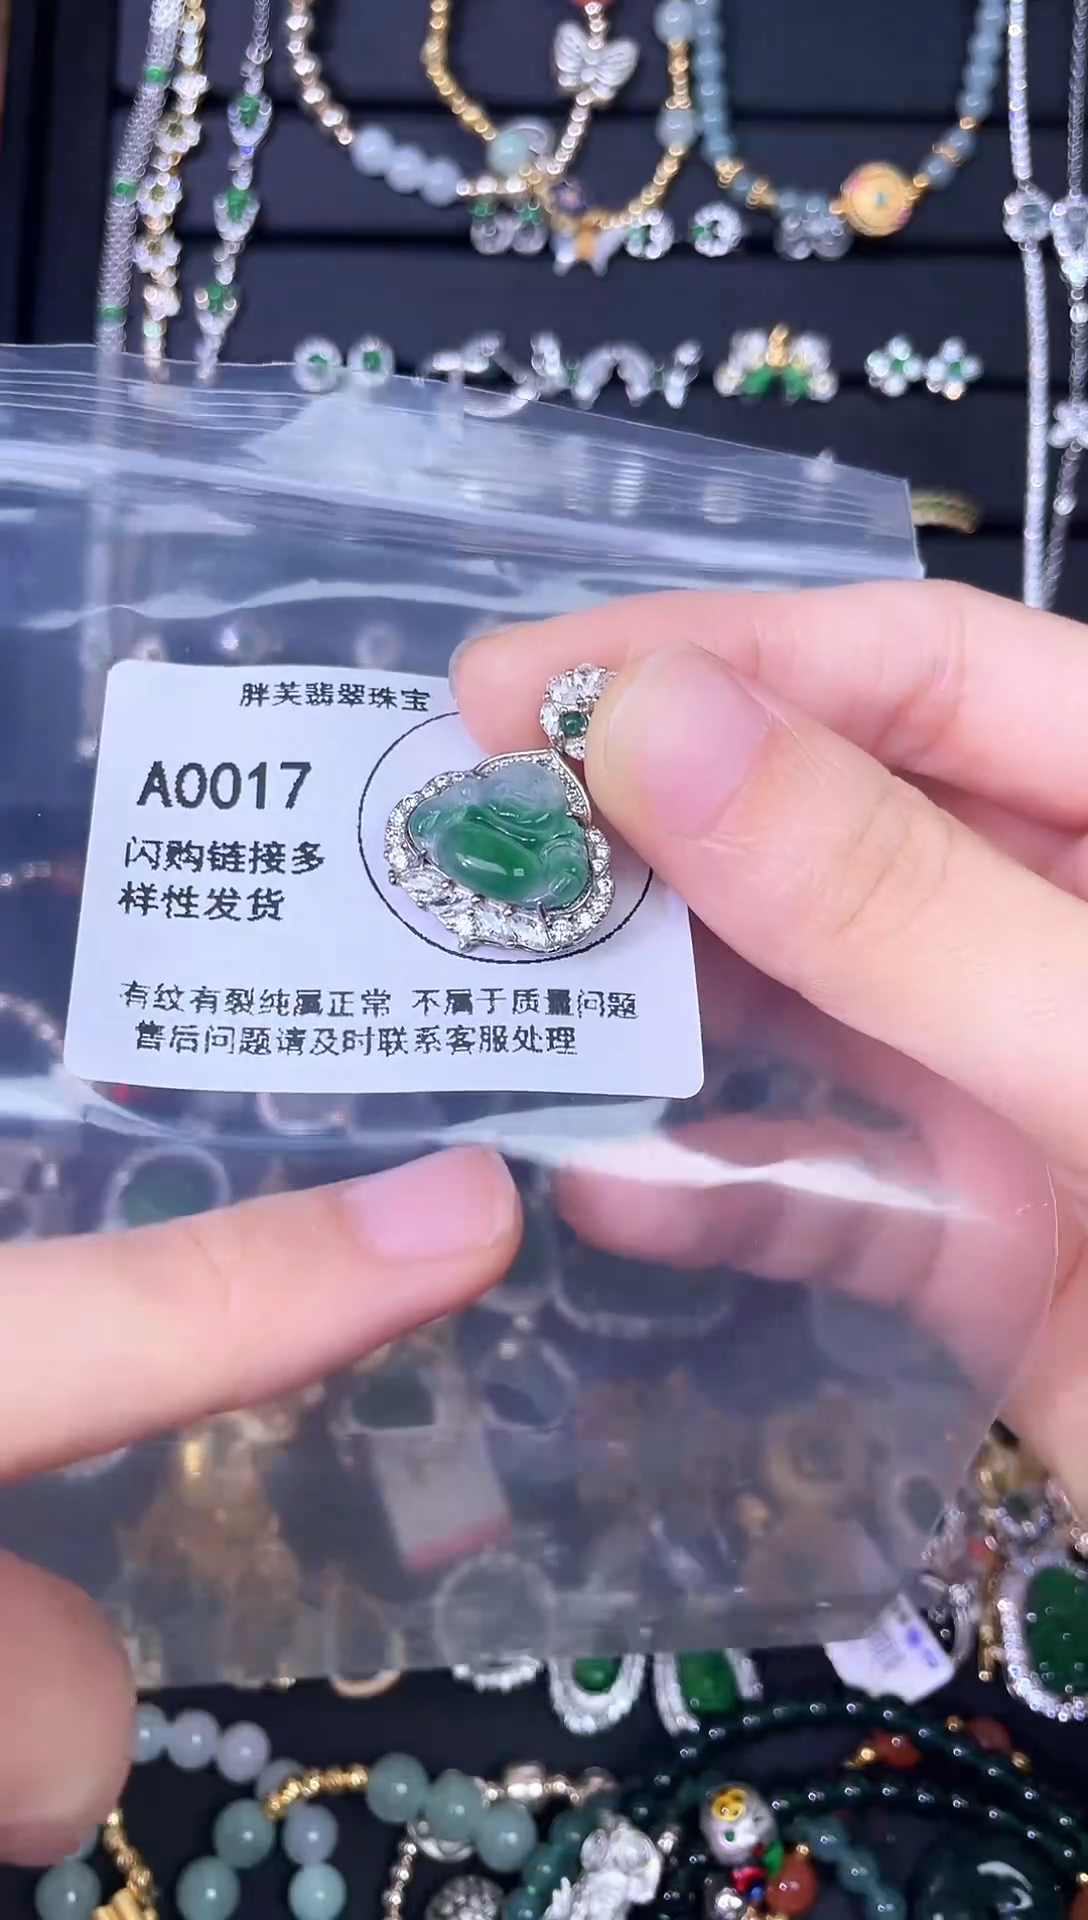 胖芙翡翠珠宝
A0017
闪购链接多
样性发货
有纹有裂纯属正常 不属于质量问题
售后问题请及时联系客服处理